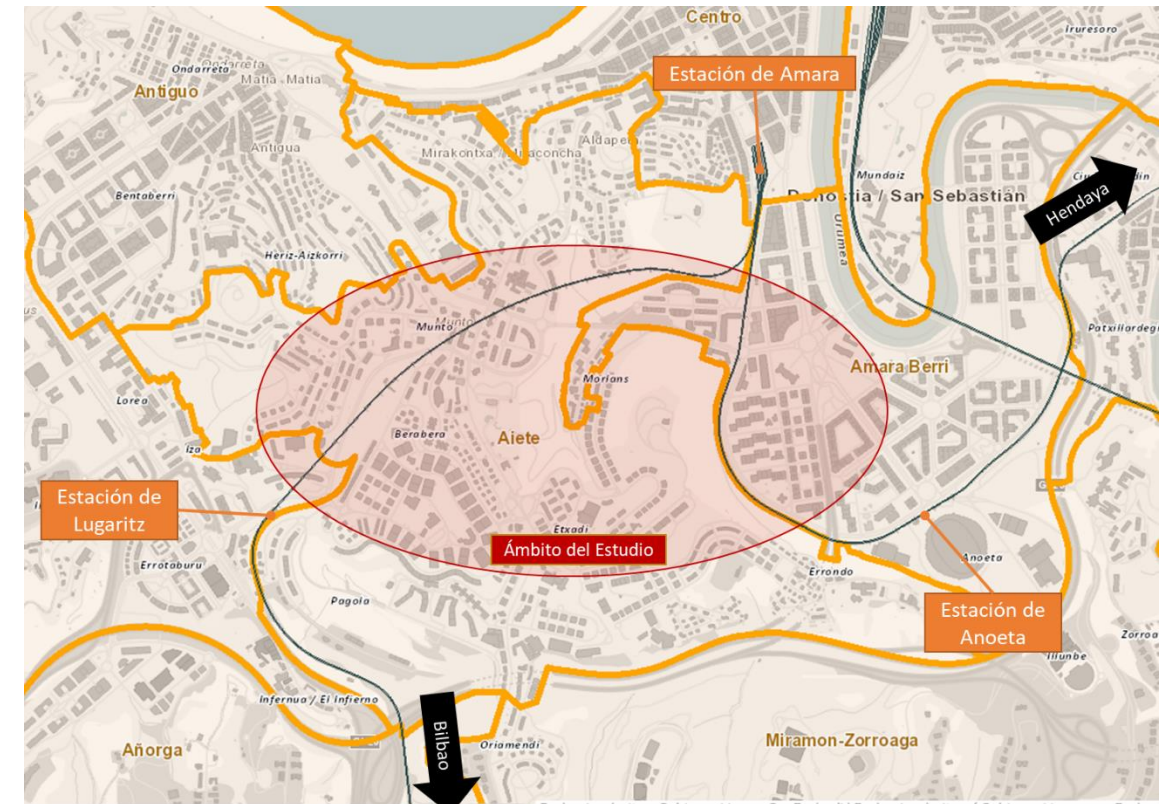 Centro
Iruresoro
Ondarreta
Ondarreta
Matia - Matia
Estación de Amara
Antiguo
Antigua
Aldapeta
Mirakontxa / Miraconcha
Mundaiz
Bentaberri
Donostia / San Sebastián
Hendaya
Urumea
Heriz-Aizkorri
Munto
Munto
Patxillardegi
Morlans
Amara Berri
Lorea
Berabera
Aiete
Iza
Estación de
Lugaritz
Etxadi
Ámbito del Estudio
Anoeta
Errotaburu
Errondo
Pagola
Estación de
Anoeta
Illunbe
Infernua / El Infierno
Bilbao
Añorga
Oriamendi
Miramon-Zorroaga